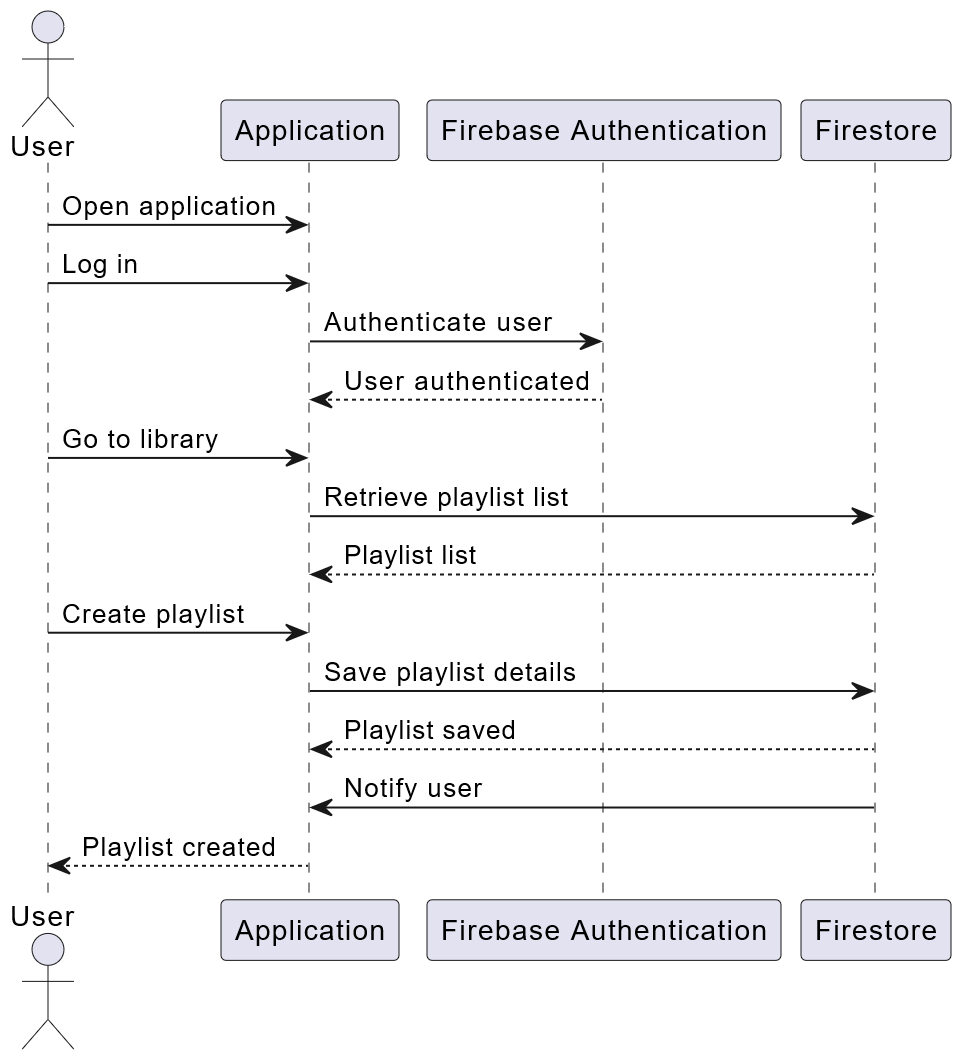 User
Application
Firebase Authentication
Firestore
Open application
Log in
Authenticate user
User authenticated
Go to library
Retrieve playlist list
Playlist list
Create playlist
Save playlist details
Playlist saved
Notify user
Playlist created
User
Application
Firebase Authentication
Firestore